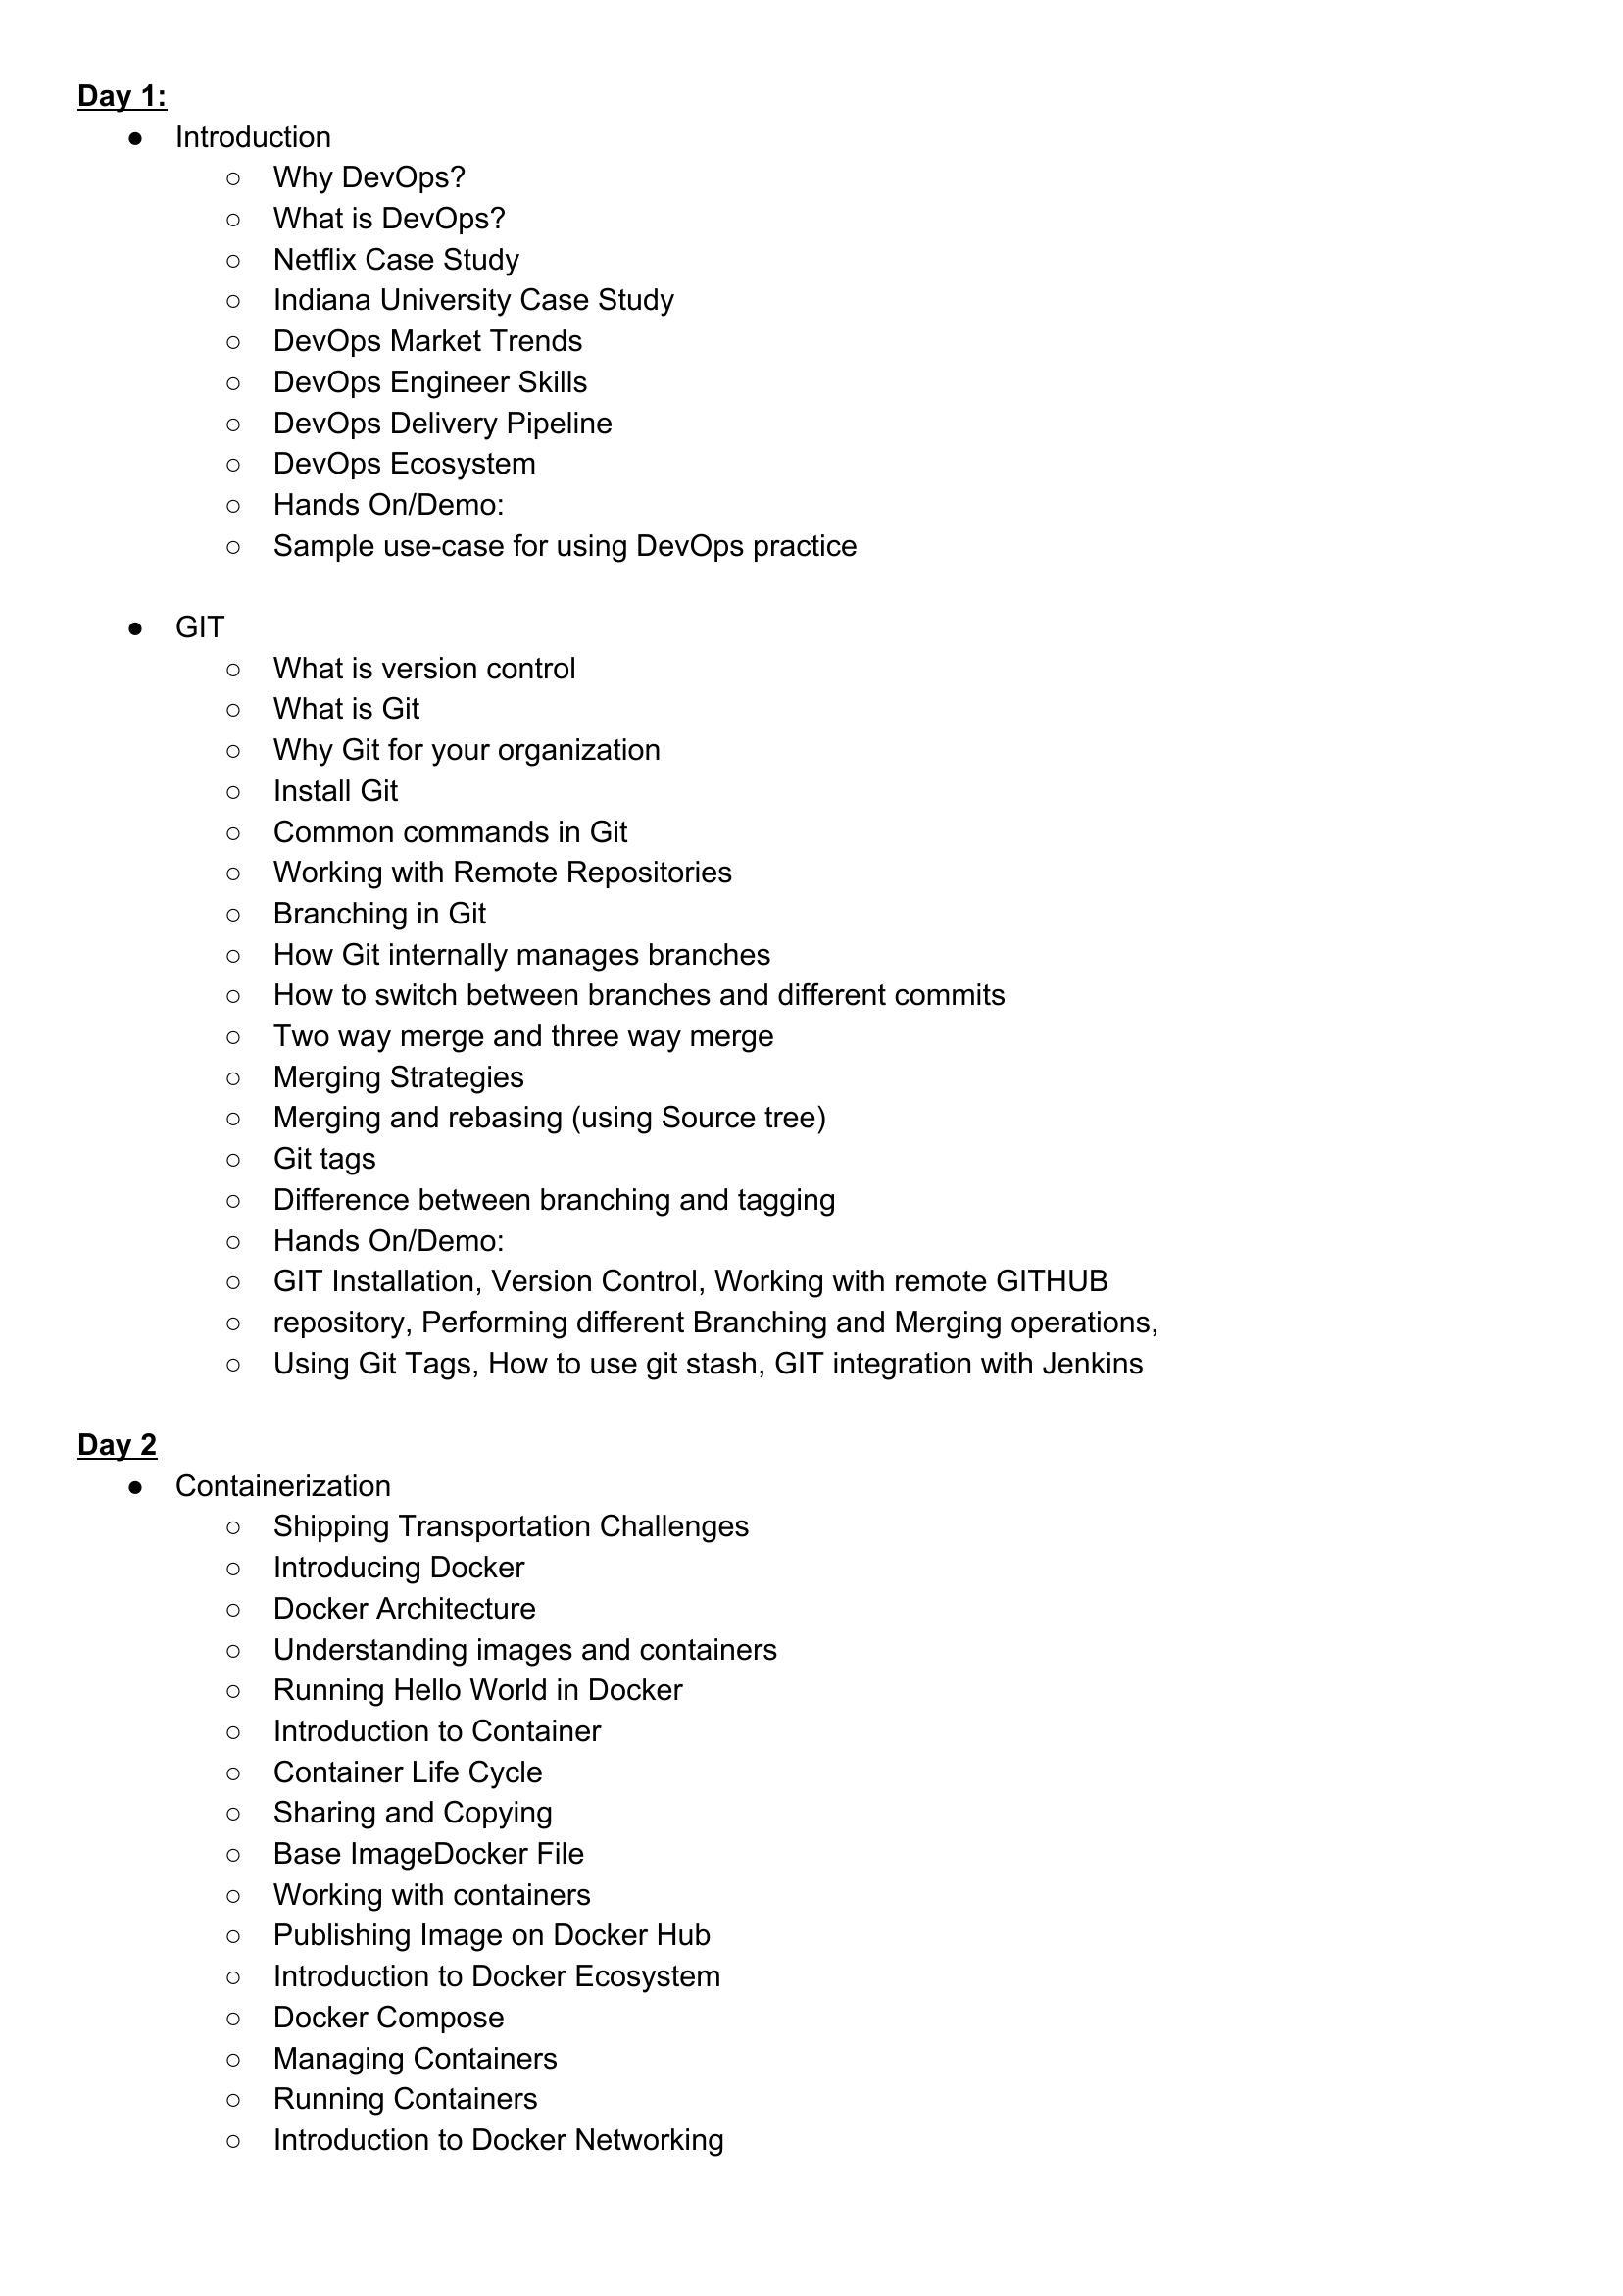 Day 1:
● Introduction
○ Why DevOps?
○ What is DevOps?
○ Netflix Case Study
○ Indiana University Case Study
○ DevOps Market Trends
○ DevOps Engineer Skills
○ DevOps Delivery Pipeline
○ DevOps Ecosystem
○ Hands On/Demo:
○ Sample use-case for using DevOps practice
● GIT
○ What is version control
○ What is Git
○ Why Git for your organization
○ Install Git
○ Common commands in Git
○ Working with Remote Repositories
○ Branching in Git
○ How Git internally manages branches
○ How to switch between branches and different commits
○ Two way merge and three way merge
○ Merging Strategies
○ Merging and rebasing (using Source tree)
○ Git tags
○ Difference between branching and tagging
○ Hands On/Demo:
○ GIT Installation, Version Control, Working with remote GITHUB
○ repository, Performing different Branching and Merging operations,
○ Using Git Tags, How to use git stash, GIT integration with Jenkins
Day 2
● Containerization
○ Shipping Transportation Challenges
○ Introducing Docker
○ Docker Architecture
○ Understanding images and containers
○ Running Hello World in Docker
○ Introduction to Container
○ Container Life Cycle
○ Sharing and Copying
○ Base ImageDocker File
○ Working with containers
○ Publishing Image on Docker Hub
○ Introduction to Docker Ecosystem
○ Docker Compose
○ Managing Containers
○ Running Containers
○ Introduction to Docker Networking